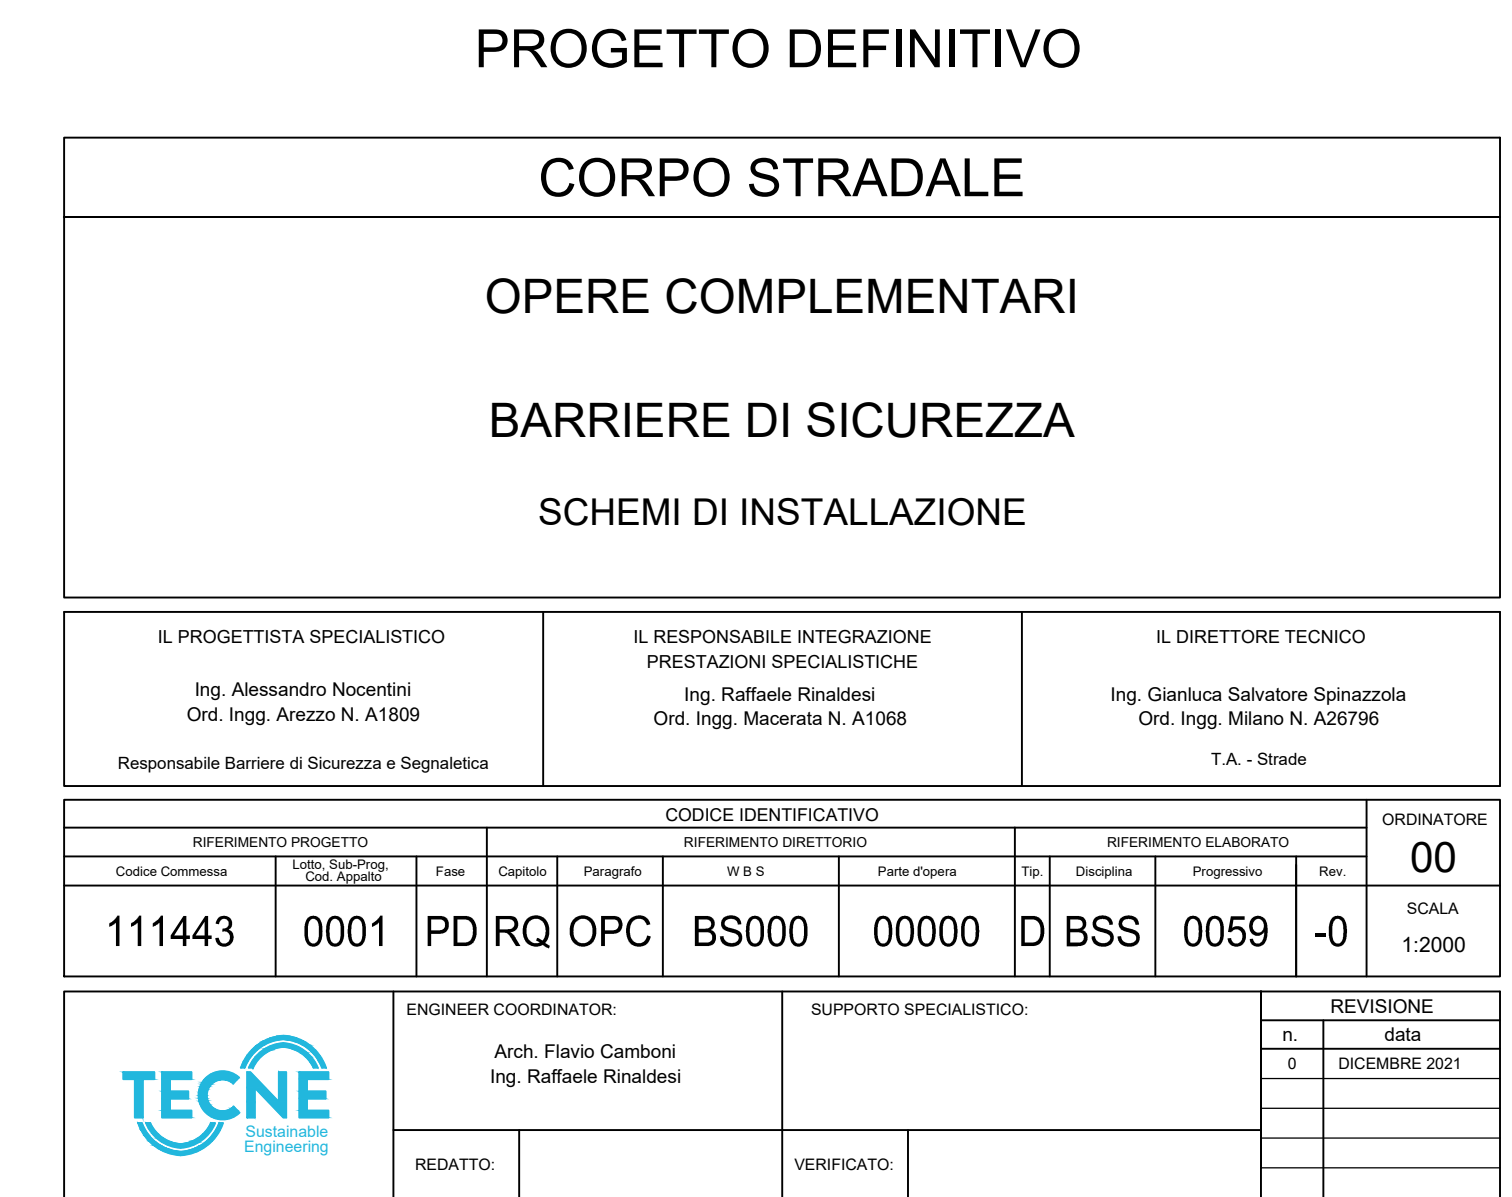 PROGETTO DEFINITIVO
CORPO STRADALE
OPERE COMPLEMENTARI
BARRIERE DI SICUREZZA
SCHEMI DI INSTALLAZIONE
IL PROGETTISTA SPECIALISTICO
Ing. Alessandro Nocentini
Ord. Ingg. Arezzo N. A1809
Responsabile Barriere di Sicurezza e Segnaletica
IL RESPONSABILE INTEGRAZIONE
PRESTAZIONI SPECIALISTICHE
Ing. Raffaele Rinaldesi
Ord. Ingg. Macerata N. A1068
IL DIRETTORE TECNICO
Ing. Gianluca Salvatore Spinazzola
Ord. Ingg. Milano N. A26796
T.A. - Strade
CODICE IDENTIFICATIVO
RIFERIMENTO PROGETTO RIFERIMENTO DIRETTORIO RIFERIMENTO ELABORATO
Codice Commessa Lotto, Sub-Prog, Cod. Appalto Fase Capitolo Paragrafo W B S Parte d'opera Tip. Disciplina Progressivo Rev.
111443 0001 PD RQ OPC BS000 00000 D BSS 0059 -0
ORDINATORE
00
SCALA
1:2000
TECNE
Sustainable
Engineering
ENGINEER COORDINATOR:
Arch. Flavio Camboni
Ing. Raffaele Rinaldesi
SUPPORTO SPECIALISTICO:
REDATTO:
VERIFICATO:
REVISIONE
n. data
0 DICEMBRE 2021